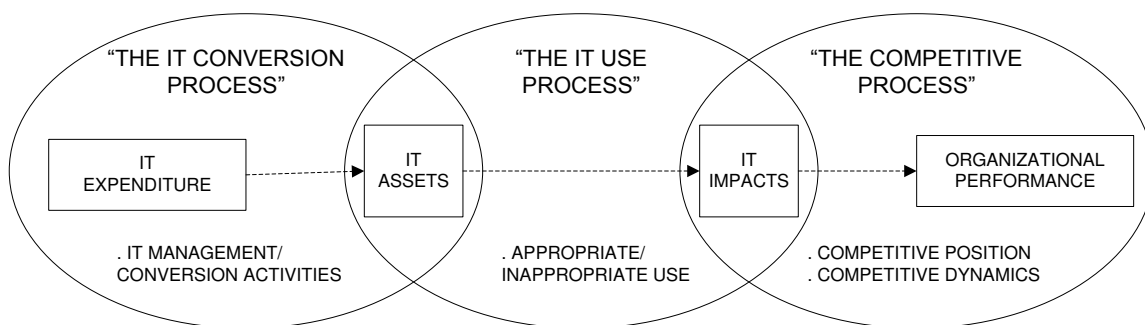 “THE IT CONVERSION
PROCESS”
“THE IT USE
PROCESS”
“THE COMPETITIVE
PROCESS”
IT
EXPENDITURE
IT
ASSETS
IT
IMPACTS
ORGANIZATIONAL
PERFORMANCE
. IT MANAGEMENT/
CONVERSION ACTIVITIES
. APPROPRIATE/
INAPPROPRIATE USE
. COMPETITIVE POSITION
. COMPETITIVE DYNAMICS